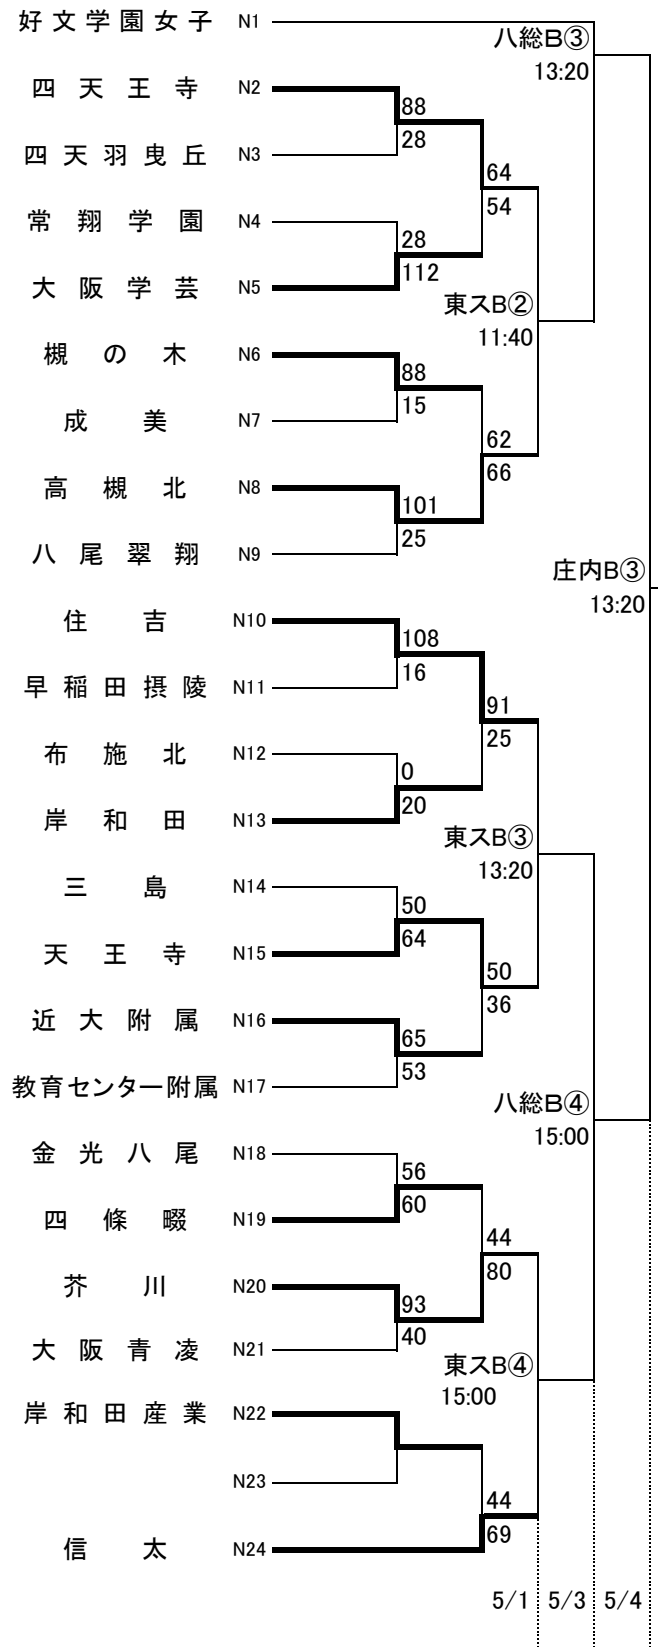 好文学園女子 N1
八総B③
13:20
四天王寺 N2
88
28
四天羽曳丘 N3
64
54
常翔学園 N4
28
112
大阪学芸 N5
東スB②
11:40
槻の木 N6
88
15
成美 N7
62
66
高槻北 N8
101
25
八尾翠翔 N9
庄内B③
13:20
住吉 N10
108
16
早稲田摂陵 N11
91
25
布施北 N12
0
20
岸和田 N13
東スB③
13:20
三島 N14
50
64
天王寺 N15
50
36
近大附属 N16
65
53
教育センター附属 N17
八総B④
15:00
金光八尾 N18
56
60
四條畷 N19
44
80
芥川 N20
93
40
大阪青凌 N21
東スB④
15:00
岸和田産業 N22
N23
44
69
信太 N24
5/1 5/3 5/4